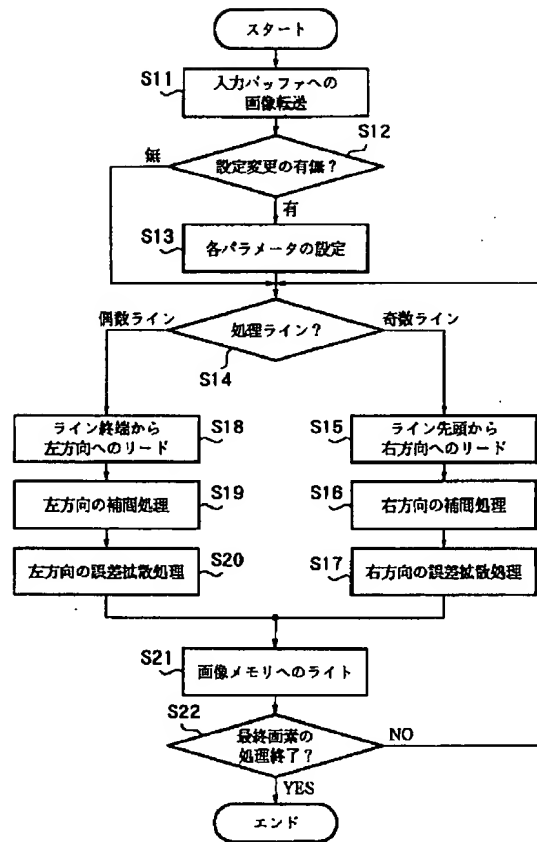 スタート
S11
入力バッファへの
画像転送
S12
無
設定変更の有無?
有
S13
各パラメータの設定
偶数ライン
処理ライン?
奇数ライン
S14
ライン終端から
左方向へのリード
S18
S15
ライン先頭から
右方向へのリード
左方向の補間処理
S19
S16
右方向の補間処理
左方向の誤差拡散処理
S20
S17
右方向の誤差拡散処理
S21
画像メモリへのライト
S22
最終画素の
処理終了?
NO
YES
エンド